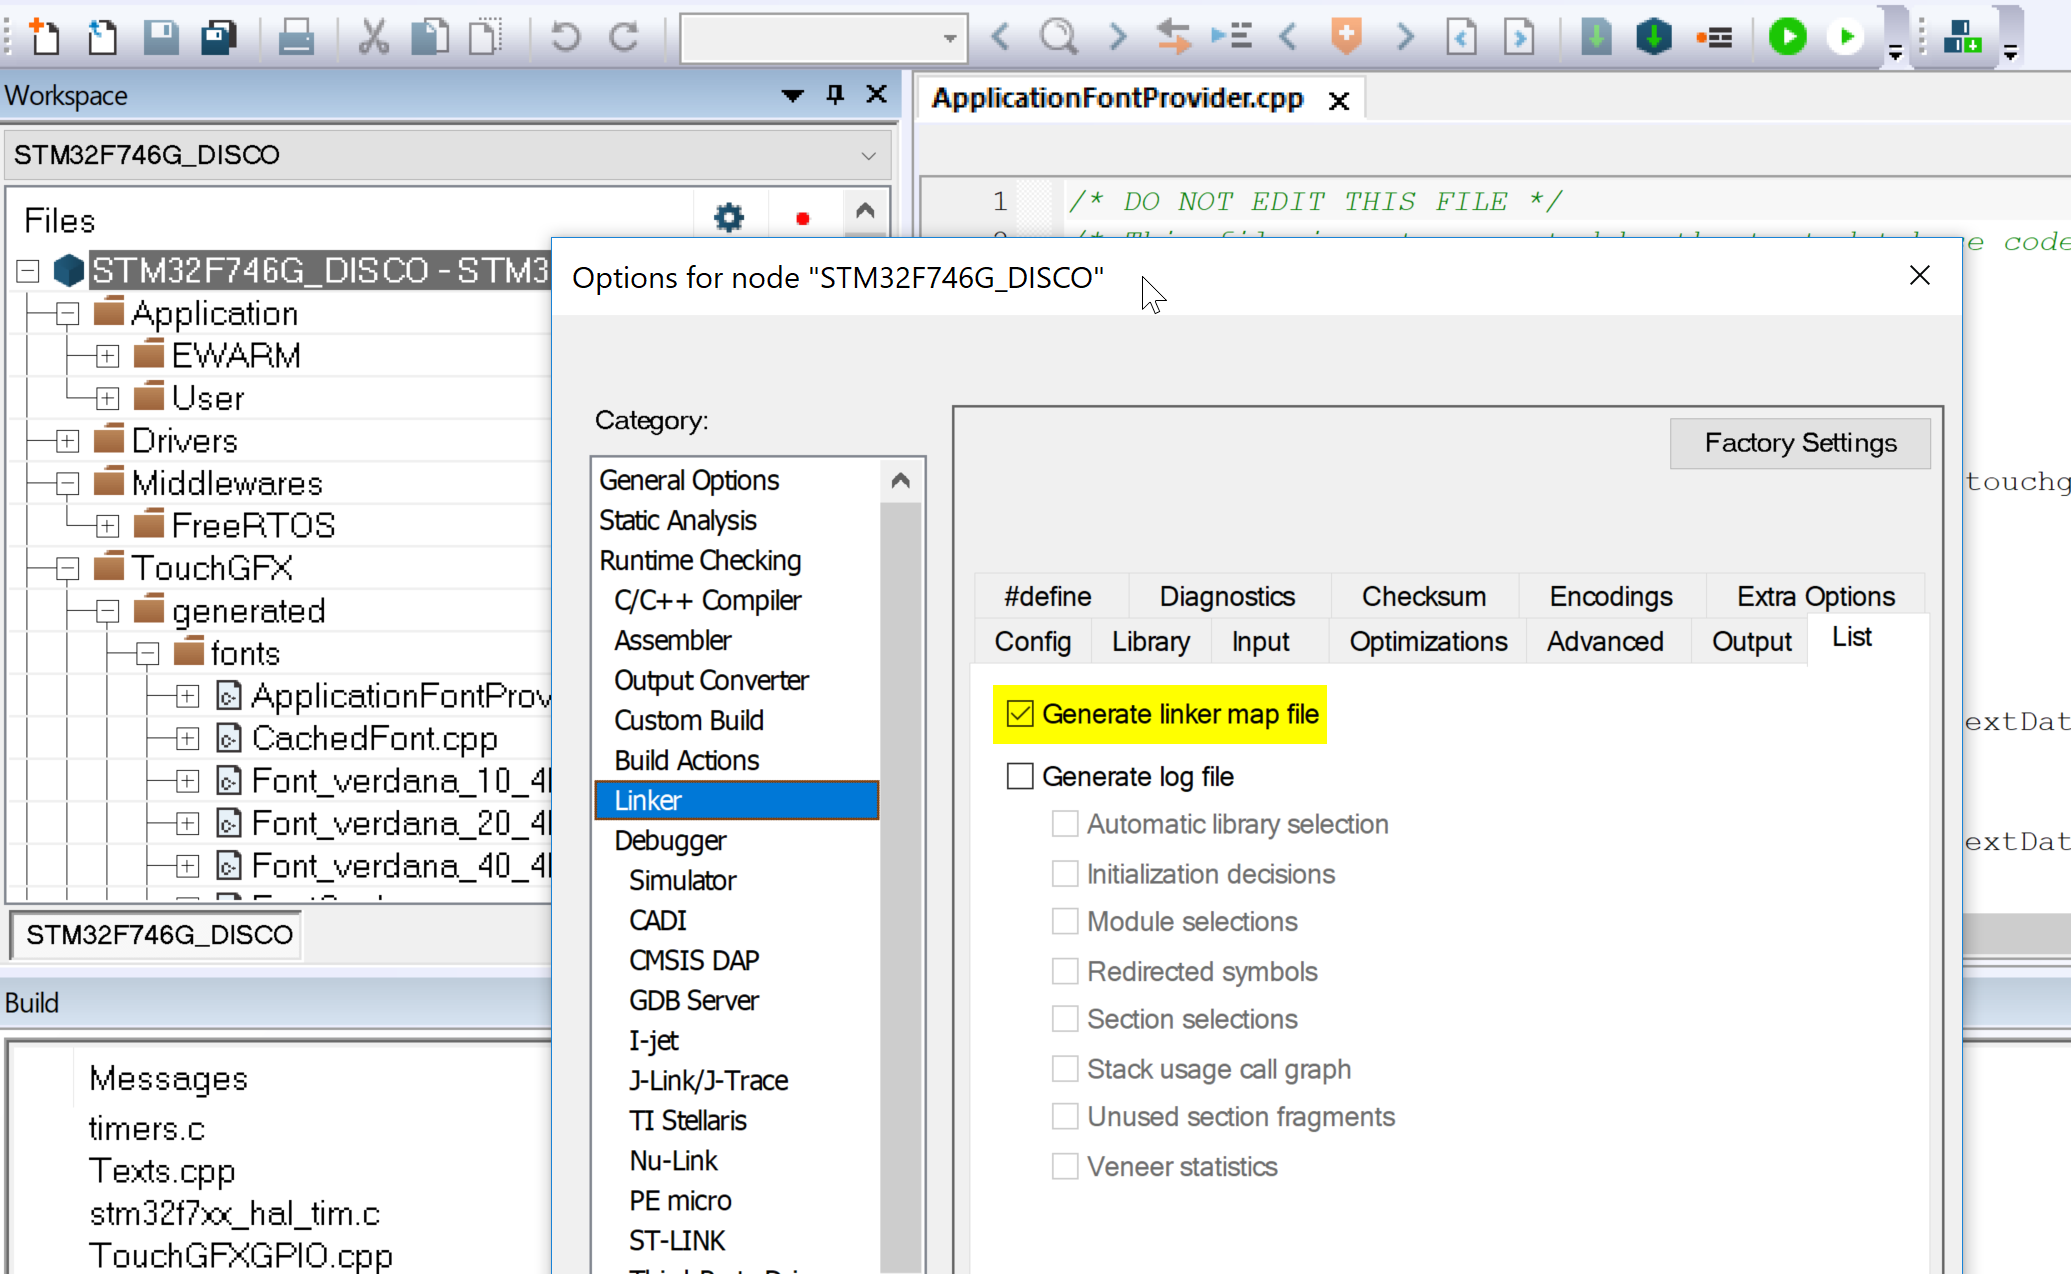 Workspace
STM32F746G_DISCO
Files
STM32F746G_DISCO - STM3
Application
EWARM
User
Drivers
Middlewares
FreeRTOS
TouchGFX
generated
fonts
ApplicationFontProv
CachedFont.cpp
Font_verdana_10_4
Font_verdana_20_4
Font_verdana_40_4
STM32F746G_DISCO
Build
Messages
timers.c
Texts.cpp
stm32f7xx_hal_tim.c
TouchGFXGPIO.cpp
ApplicationFontProvider.cpp
1 /* DO NOT EDIT THIS FILE */
e code
touchg
extDat
extDat
Options for node "STM32F746G_DISCO"
Category:
General Options
Static Analysis
Runtime Checking
C/C++ Compiler
Assembler
Output Converter
Custom Build
Build Actions
Linker
Debugger
Simulator
CADI
CMSIS DAP
GDB Server
I-jet
J-Link/J-Trace
TI Stellaris
Nu-Link
PE micro
ST-LINK
Factory Settings
#define Diagnostics Checksum Encodings Extra Options
Config Library Input Optimizations Advanced Output List
Generate linker map file
Generate log file
Automatic library selection
Initialization decisions
Module selections
Redirected symbols
Section selections
Stack usage call graph
Unused section fragments
Veneer statistics